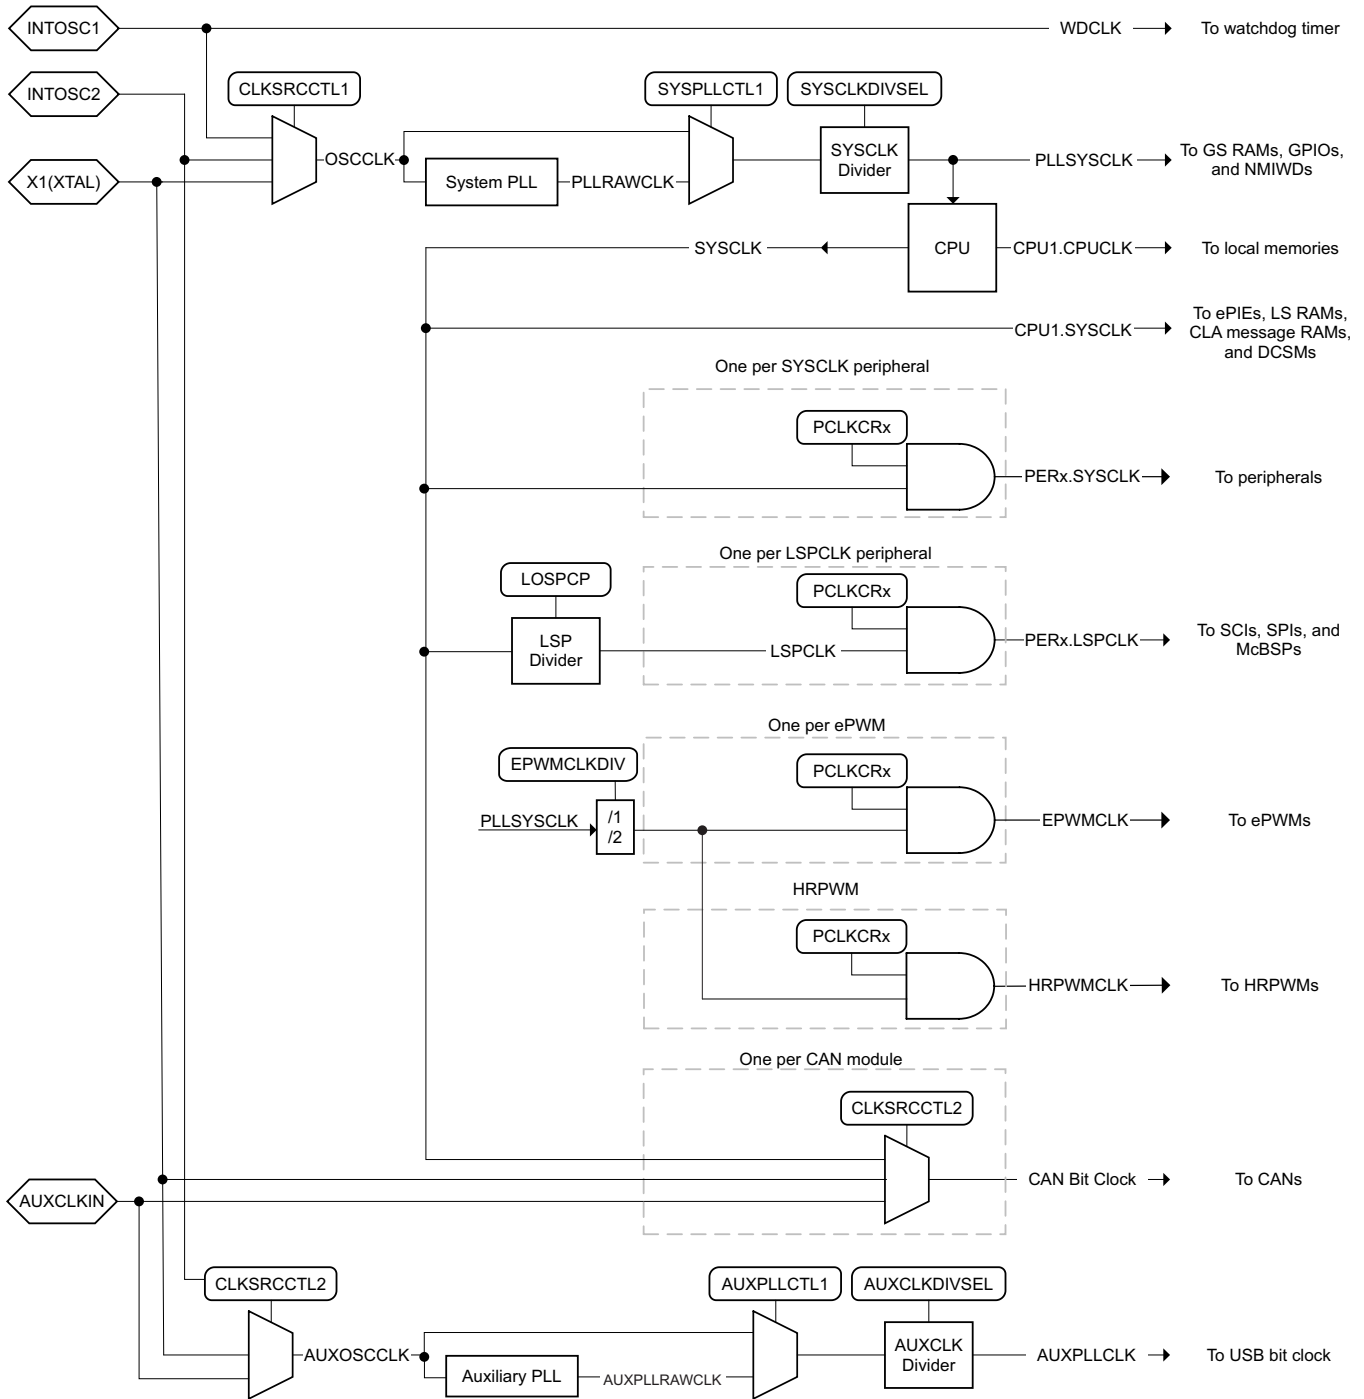 INTOSC1
WDCLK
To watchdog timer
INTOSC2
CLKSRCCTL1
SYSPLLCTL1
SYSCLKDIVSEL
X1(XTAL)
OSCCLK
System PLL
PLLRAWCLK
SYSCLK
Divider
PLLSYSCLK
To GS RAMs, GPIOs,
and NMIWDs
SYSCLK
CPU
CPU1.CPUCLK
To local memories
CPU1.SYSCLK
To ePIEs, LS RAMs,
CLA message RAMs,
and DCSMs
One per SYSCLK peripheral
PCLKCRx
PERx.SYSCLK
To peripherals
One per LSPCLK peripheral
LOSPCP
PCLKCRx
LSP
Divider
LSPCLK
PERx.LSPCLK
To SCIs, SPIs, and
McBSPs
One per ePWM
EPWMCLKDIV
PCLKCRx
PLLSYSCLK
/1
/2
EPWMCLK
To ePWMs
HRPWM
PCLKCRx
HRPWMCLK
To HRPWMs
One per CAN module
CLKSRCCTL2
CAN Bit Clock
To CANs
AUXCLKIN
CLKSRCCTL2
AUXPLLCTL1
AUXCLKDIVSEL
AUXOSCCLK
Auxiliary PLL
AUXPLLRAWCLK
AUXCLK
Divider
AUXPLLCLK
To USB bit clock